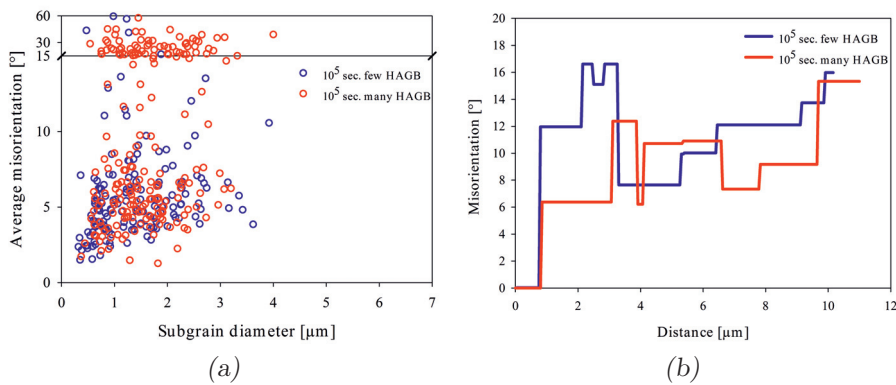 60
45
30
15
10
5
0
Average misorientation [°]
10⁵ sec. few HAGB
10⁵ sec. many HAGB
0 1 2 3 4 5 6 7
Subgrain diameter [µm]
(a)
20
18
16
14
12
10
8
6
4
2
0
Misorientation [°]
10⁵ sec. few HAGB
10⁵ sec. many HAGB
0 2 4 6 8 10 12
Distance [µm]
(b)